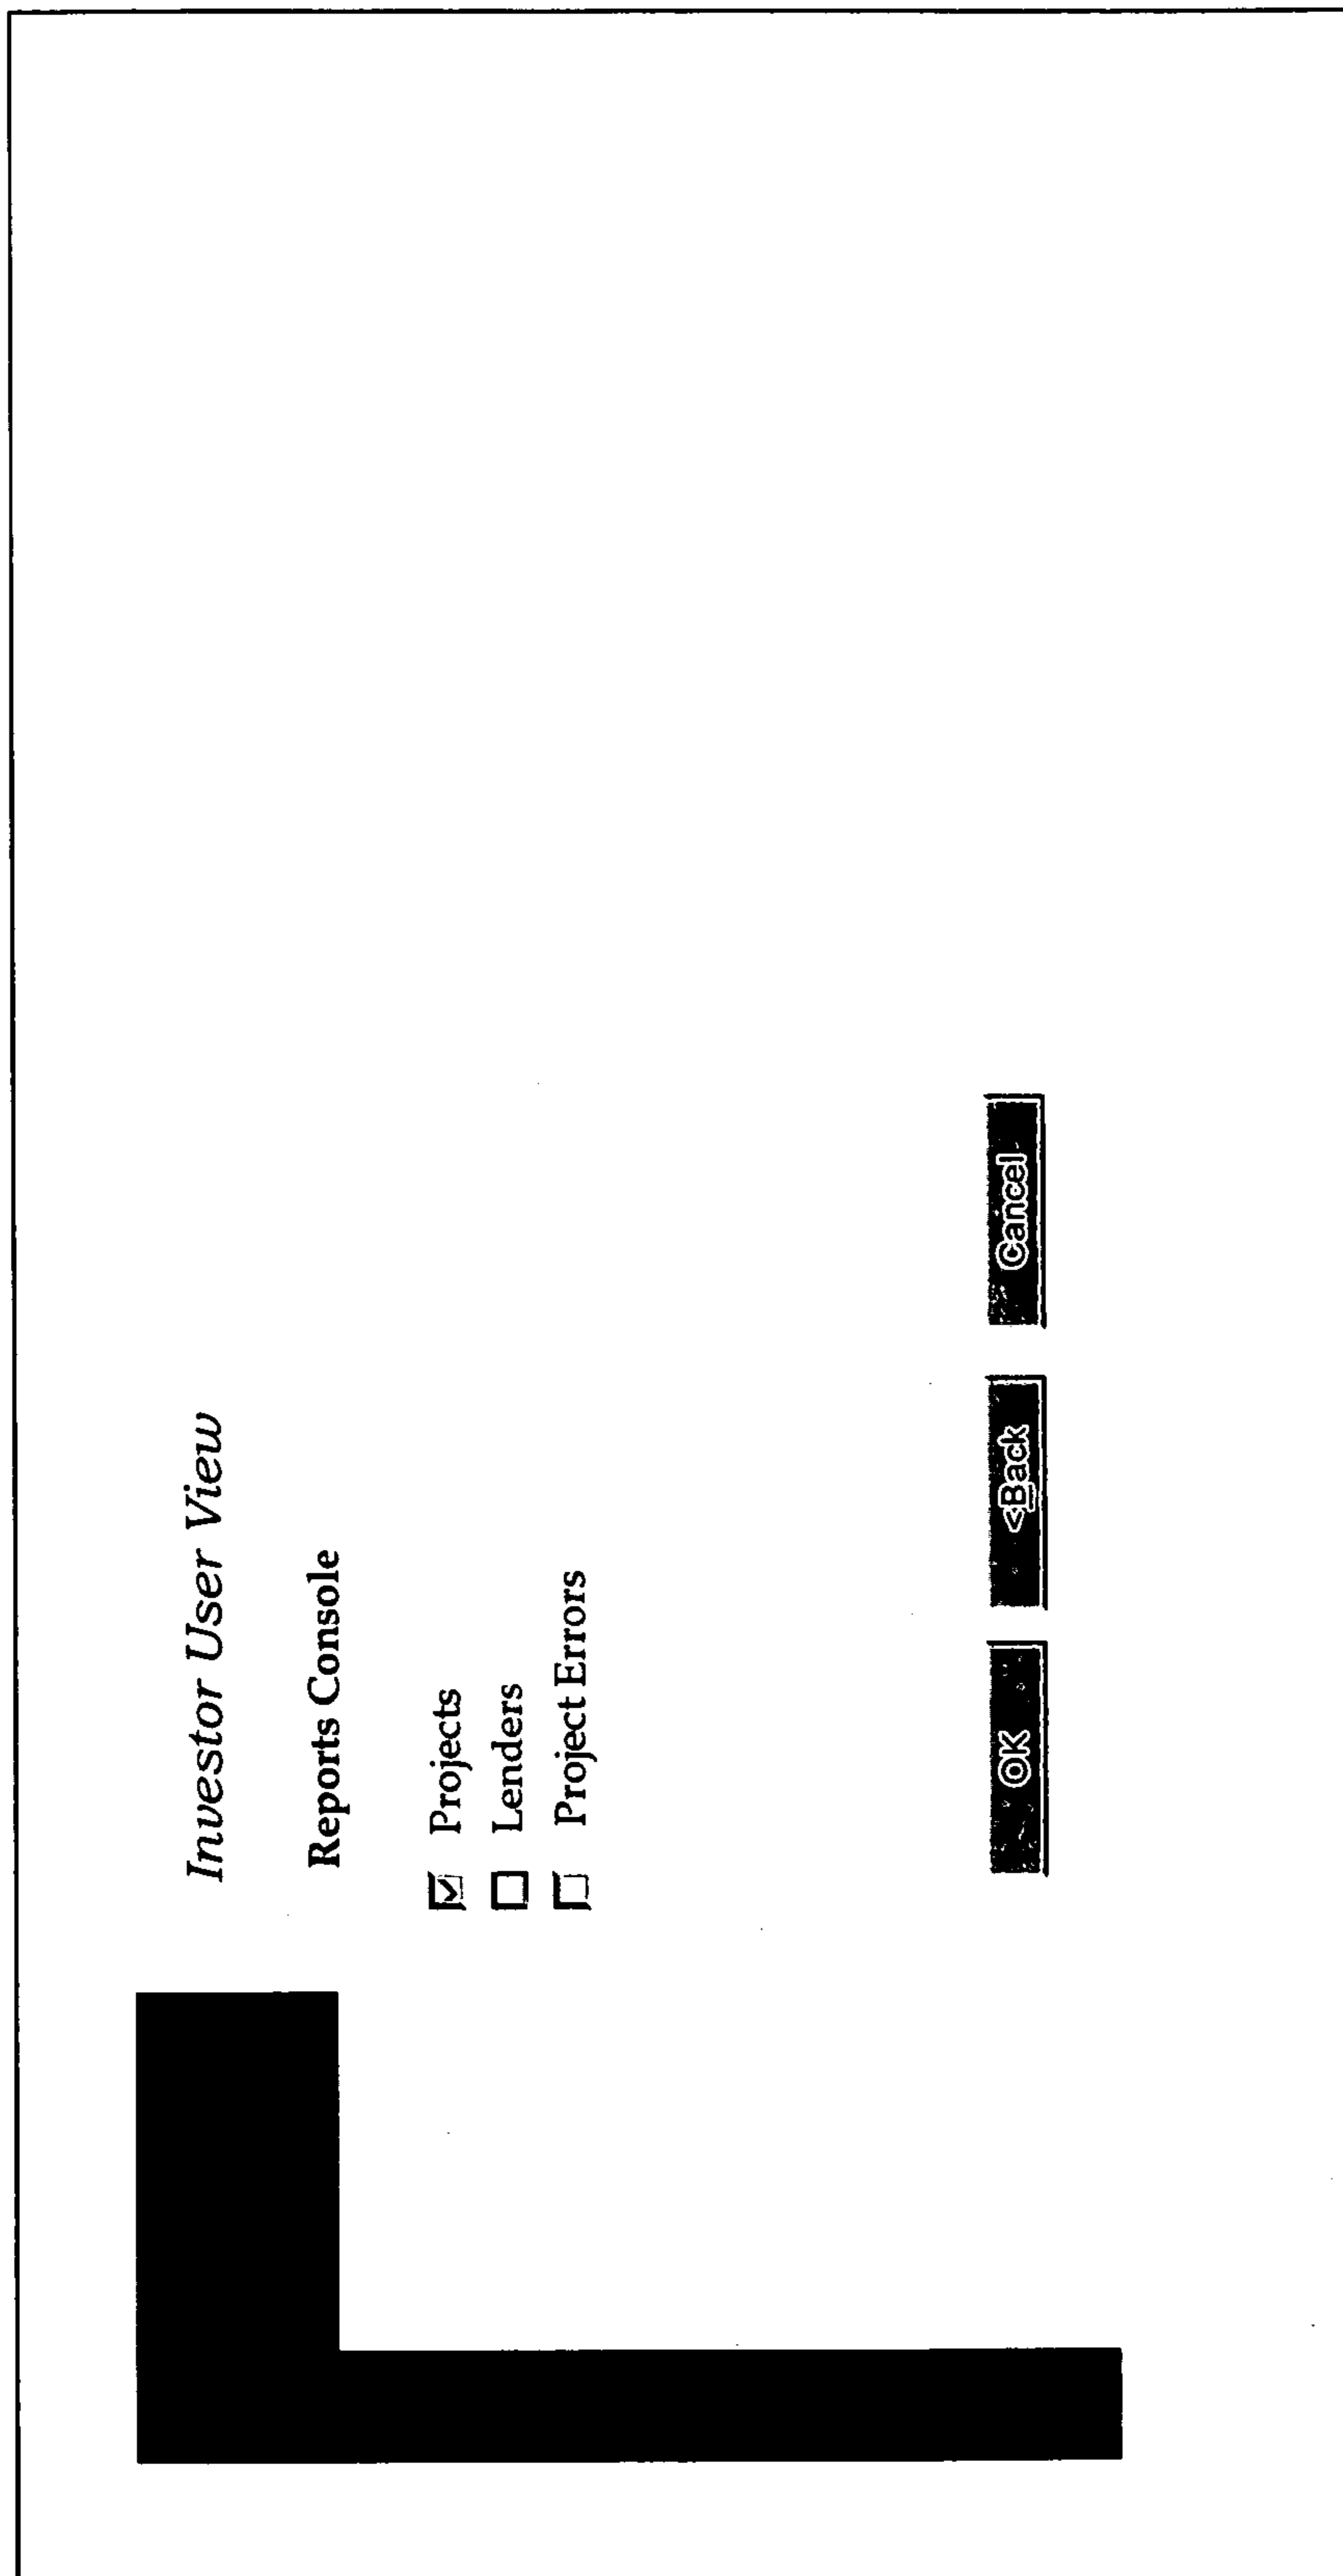 Investor User View
Reports Console
Projects
Lenders
Project Errors
OK <Back Cancel